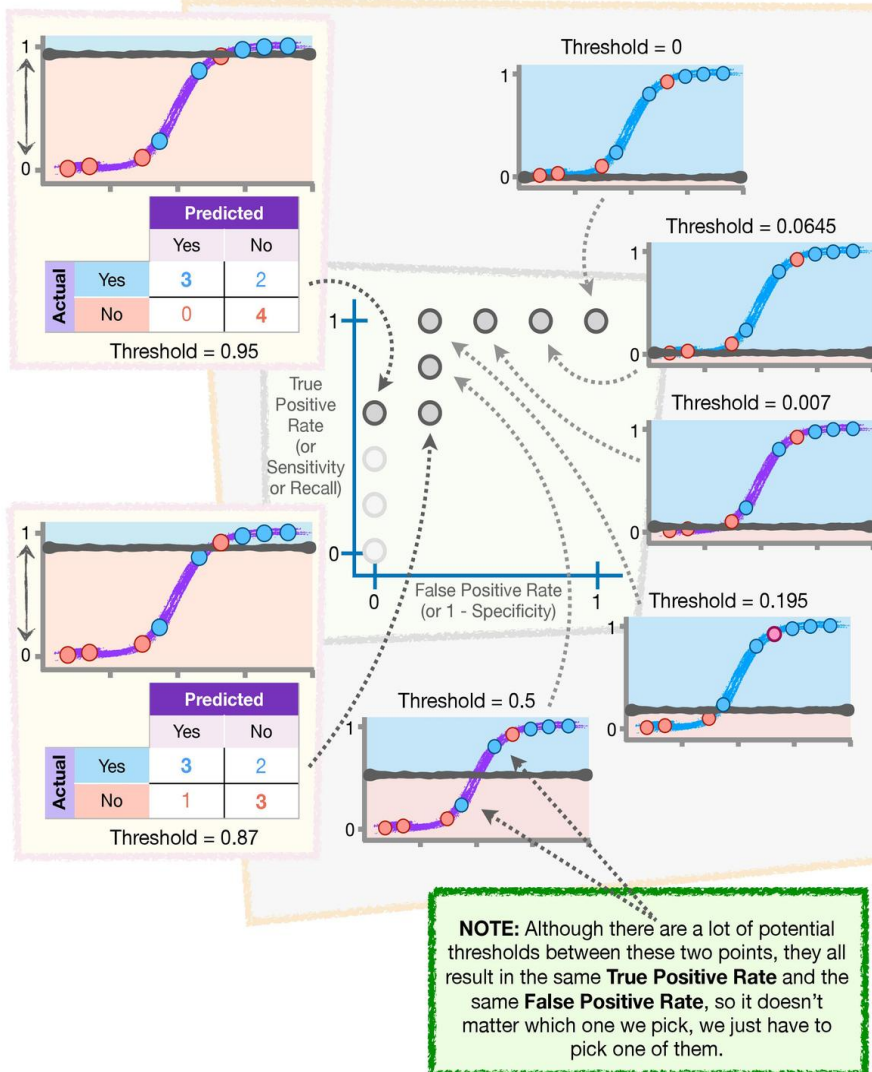 1
0
Predicted
Yes No
Actual
Yes 3 2
No 0 4
Threshold = 0.95
Threshold = 0
1
0
Threshold = 0.0645
1
0
Threshold = 0.007
1
0
Threshold = 0.195
1
0
1
True
Positive
Rate
(or
Sensitivity
or Recall)
0
0
False Positive Rate
(or 1 - Specificity)
1
1
0
Predicted
Yes No
Actual
Yes 3 2
No 1 3
Threshold = 0.87
Threshold = 0.5
1
0
NOTE: Although there are a lot of potential
thresholds between these two points, they all
result in the same True Positive Rate and the
same False Positive Rate, so it doesn't
matter which one we pick, we just have to
pick one of them.